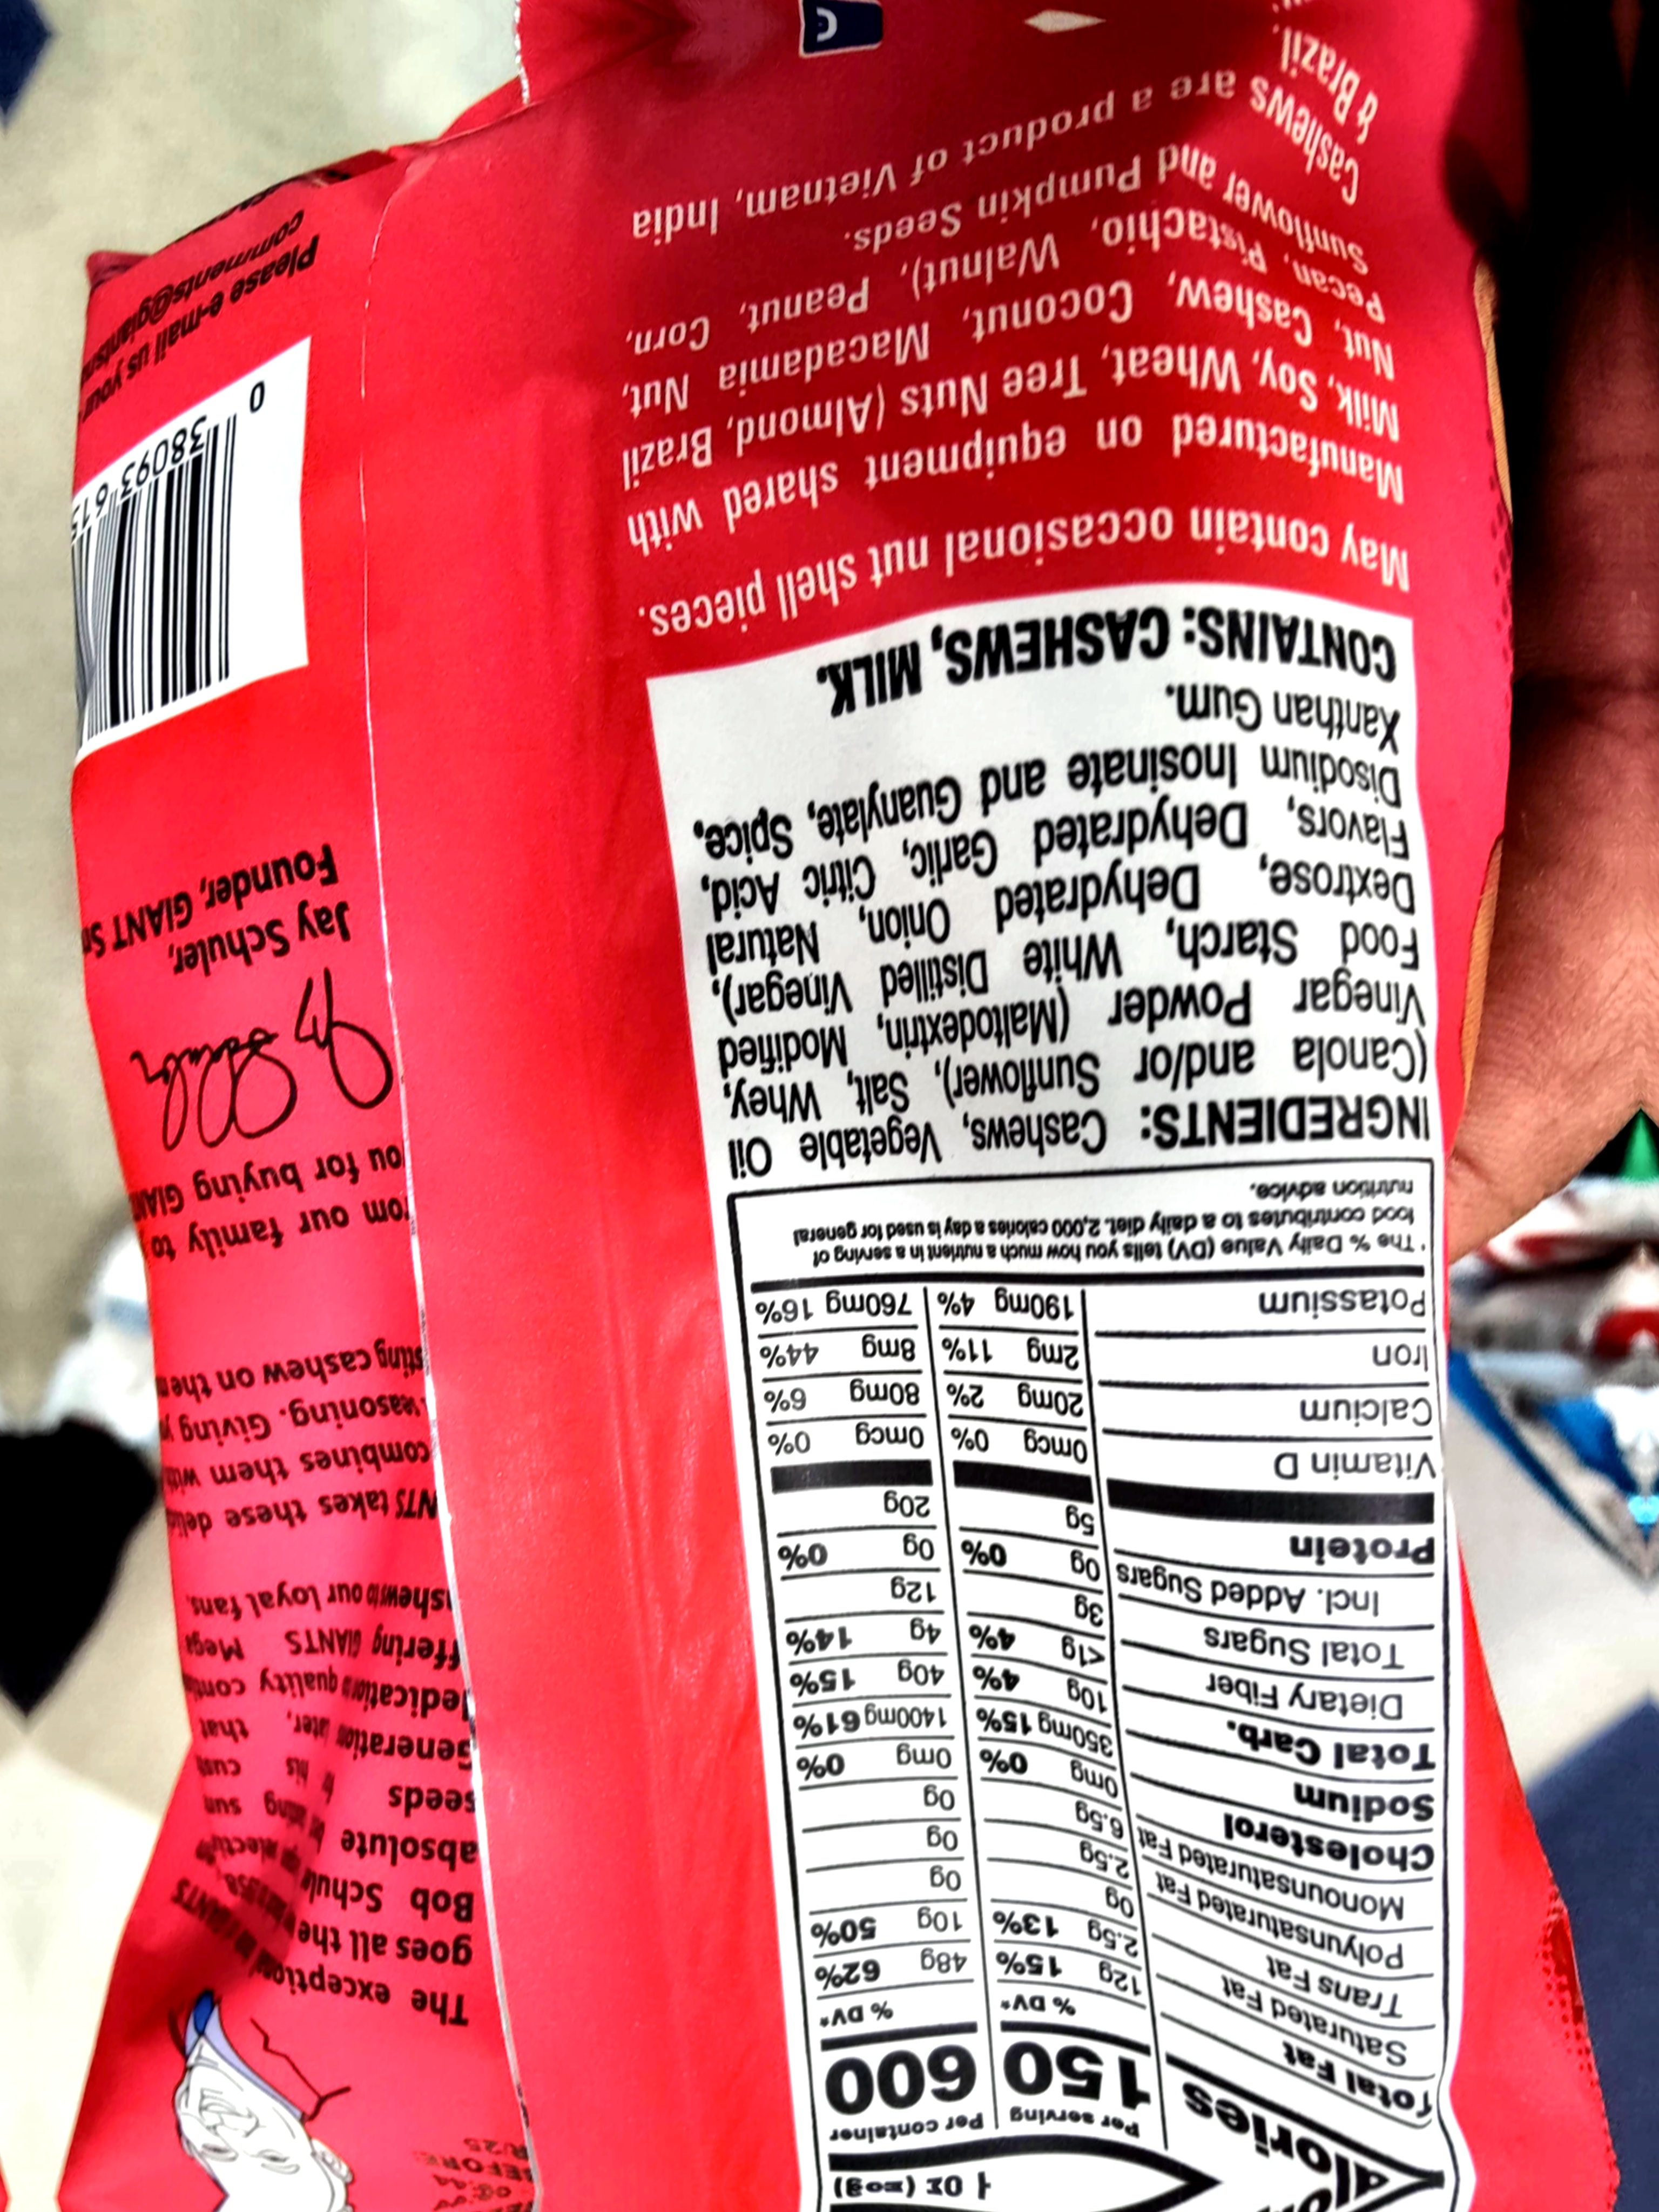 1 oz
Per serving
Per container
150
600
% DV*
% DV*
Total Fat 12g 15% 48g 62%
Saturated Fat 2.5g 13% 10g 50%
Trans Fat 0g 0g
Polyunsaturated Fat 2.5g 0g
Monounsaturated Fat 6.5g 0g
Cholesterol 0mg 0% 0mg 0%
Sodium 350mg 15% 1400mg 61%
Total Carb. 10g 4% 40g 15%
Dietary Fiber <1g 4% 4g 14%
Total Sugars 3g 12g
Incl. Added Sugars 0g 0% 0g 0%
Protein 5g 20g
Vitamin D 0mcg 0% 0mcg 0%
Calcium 20mg 2% 80mg 6%
Iron 2mg 11% 8mg 44%
Potassium 190mg 4% 760mg 16%
* The % Daily Value (DV) tells you how much a nutrient in a serving of
food contributes to a daily diet. 2,000 calories a day is used for general
nutrition advice.
INGREDIENTS: Cashews, Vegetable Oil
(Canola and/or Sunflower), Salt, Whey,
Vinegar Powder (Maltodextrin, Modified
Food Starch, White Distilled Vinegar),
Dextrose, Dehydrated Onion, Natural
Flavors, Dehydrated Garlic, Citric Acid,
Disodium Inosinate and Guanylate, Spice,
Xanthan Gum.
CONTAINS: CASHEWS, MILK.
May contain occasional nut shell pieces.
Manufactured on equipment shared with
Milk, Soy, Wheat, Tree Nuts (Almond, Brazil
Nut, Cashew, Coconut, Macadamia Nut,
Pecan, Pistachio, Walnut), Peanut, Corn,
Sunflower and Pumpkin Seeds.
Cashews are a product of Vietnam, India
& Brazil.
The
goes all the
Bob
absolute
seeds his
Generation later, that
quality
GIANTS Mega
our loyal fans.
takes these
combines them
Giving
cashew on
our family to
for buying
Jay Schuler,
Founder, GIANT
0 38093 61
Please e-mail us your